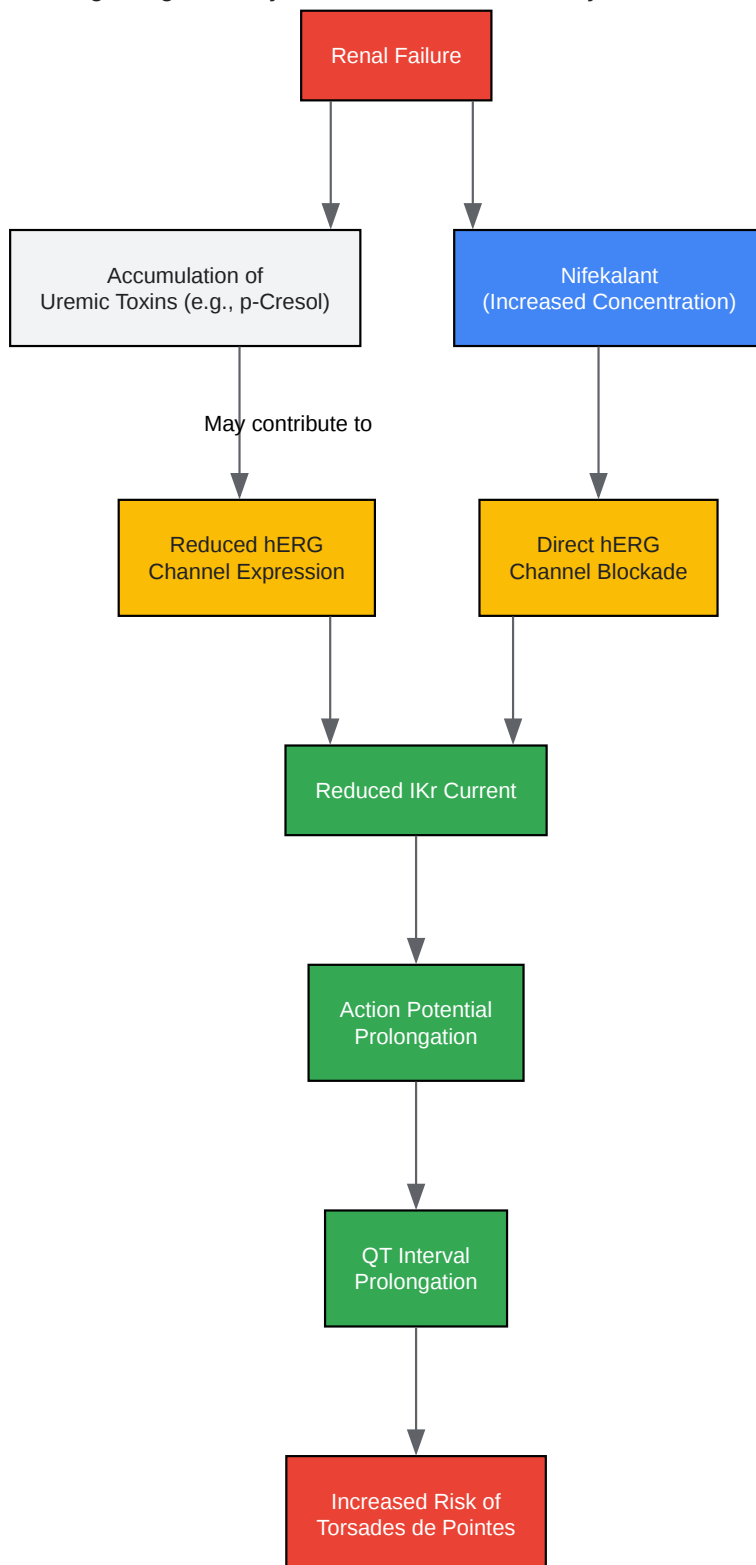 Renal Failure
Accumulation of
Uremic Toxins (e.g., p-Cresol)
Nifekalant
(Increased Concentration)
May contribute to
Reduced hERG
Channel Expression
Direct hERG
Channel Blockade
Reduced IKr Current
Action Potential
Prolongation
QT Interval
Prolongation
Increased Risk of
Torsades de Pointes